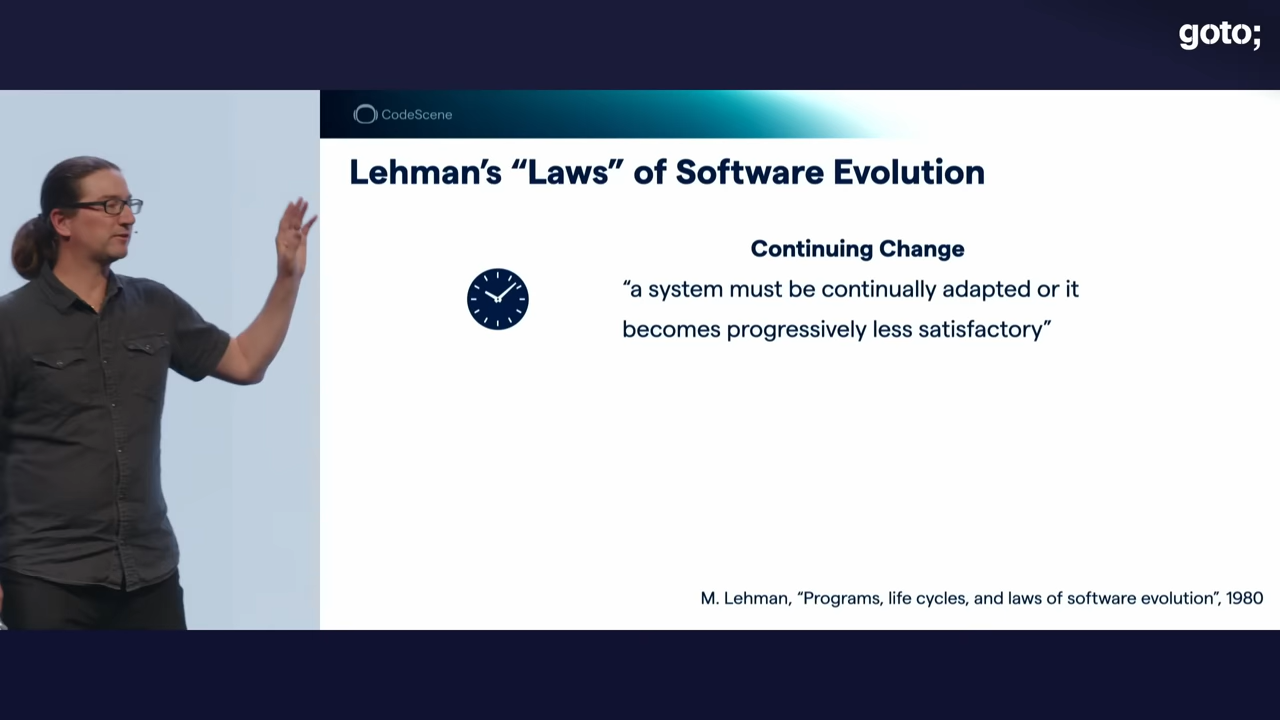 goto;
CodeScene
Lehman’s “Laws” of Software Evolution
Continuing Change
“a system must be continually adapted or it
becomes progressively less satisfactory”
M. Lehman, “Programs, life cycles, and laws of software evolution”, 1980